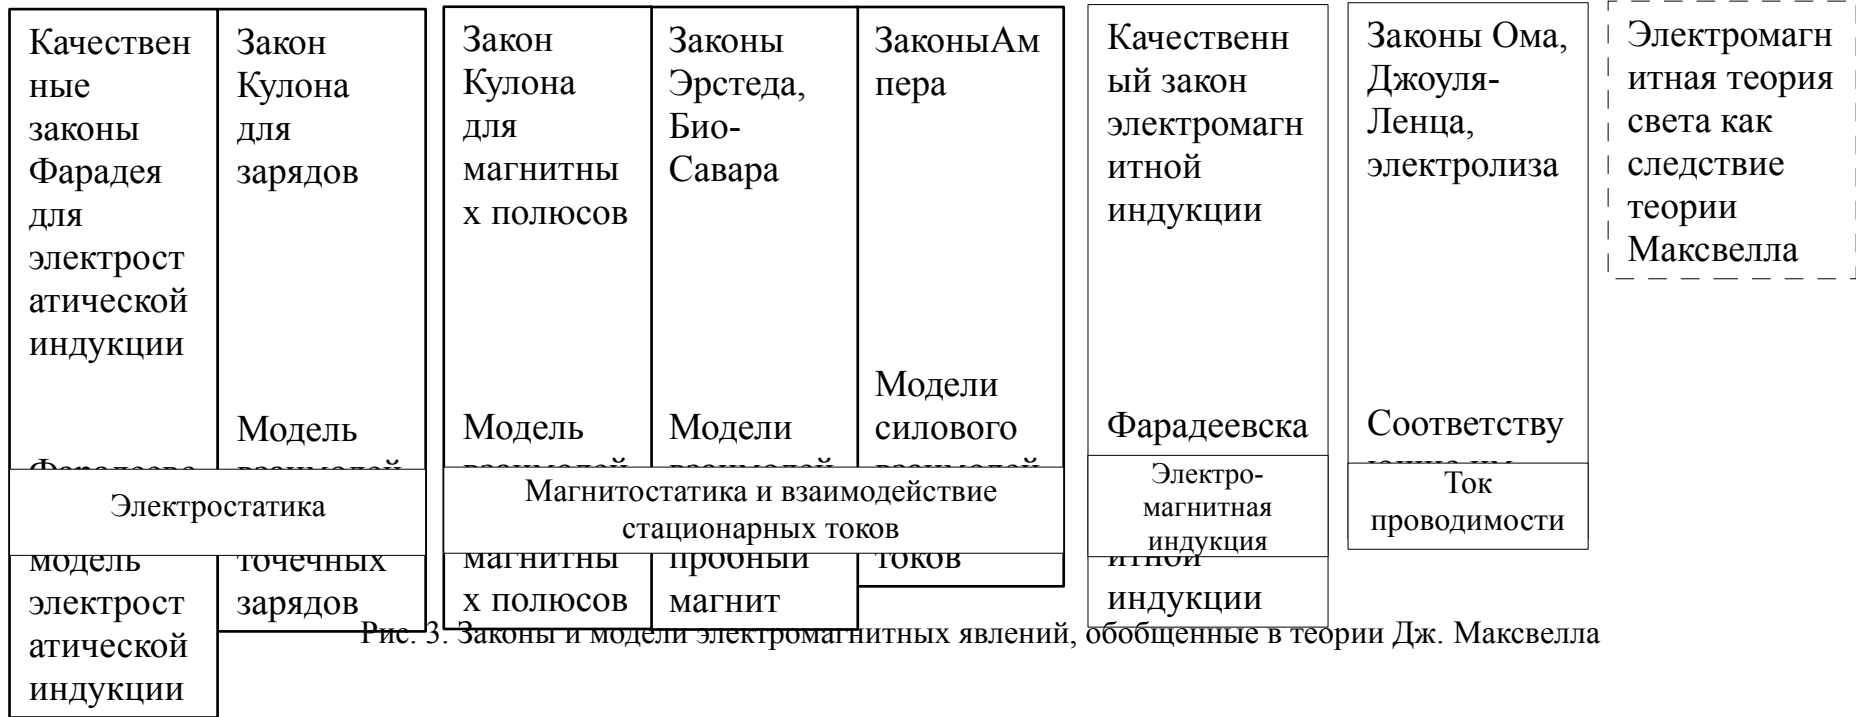 Качествен
ные
законы
Фарадея
для
электрост
атической
индукции
модель
электрост
атической
индукции
Закон
Кулона
для
зарядов
Модель
точечных
зарядов
Электростатика
Закон
Кулона
для
магнитны
х полюсов
Модель
магнитны
х полюсов
Законы
Эрстеда,
Био-
Савара
Модели
пробный
магнит
ЗаконыАм
пера
Модели
силового
токов
Магнитостатика и взаимодействие
стационарных токов
Качественн
ый закон
электромагн
итной
индукции
Фарадеевска
итной
индукции
Электро-
магнитная
индукция
Законы Ома,
Джоуля-
Ленца,
электролиза
Соответству
Ток
проводимости
Электромагн
итная теория
света как
следствие
теории
Максвелла
Рис. 3. Законы и модели электромагнитных явлений, обобщенные в теории Дж. Максвелла